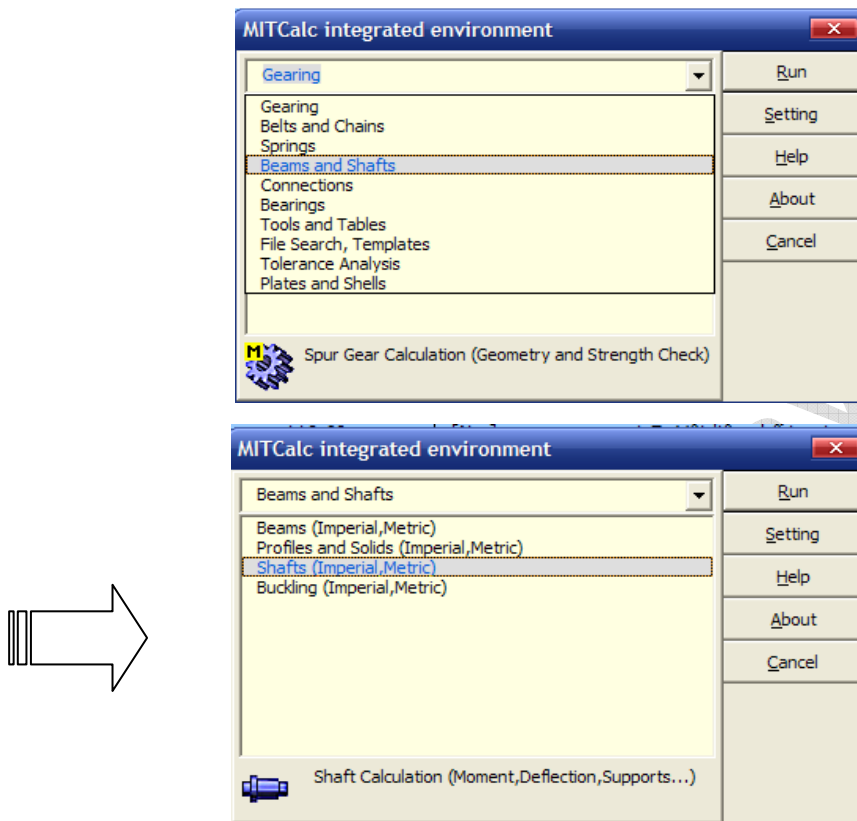 MITCalc integrated environment
Gearing
Run
Gearing
Belts and Chains
Springs
Beams and Shafts
Connections
Bearings
Tools and Tables
File Search, Templates
Tolerance Analysis
Plates and Shells
Setting
Help
About
Cancel
M
Spur Gear Calculation (Geometry and Strength Check)
MITCalc integrated environment
Beams and Shafts
Run
Beams (Imperial,Metric)
Profiles and Solids (Imperial,Metric)
Shafts (Imperial,Metric)
Buckling (Imperial,Metric)
Setting
Help
About
Cancel
Shaft Calculation (Moment,Deflection,Supports...)